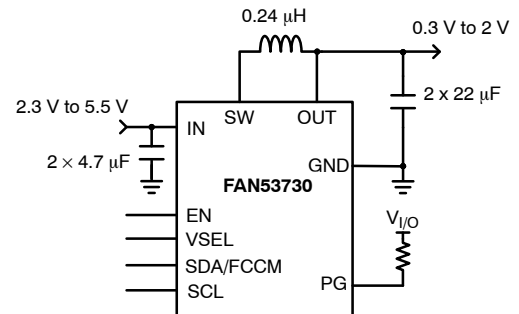 0.24 μH
0.3 V to 2 V
2.3 V to 5.5 V
SW
OUT
2 x 22 μF
IN
2 × 4.7 μF
GND
FAN53730
EN
V_I/O
VSEL
SDA/FCCM
PG
SCL